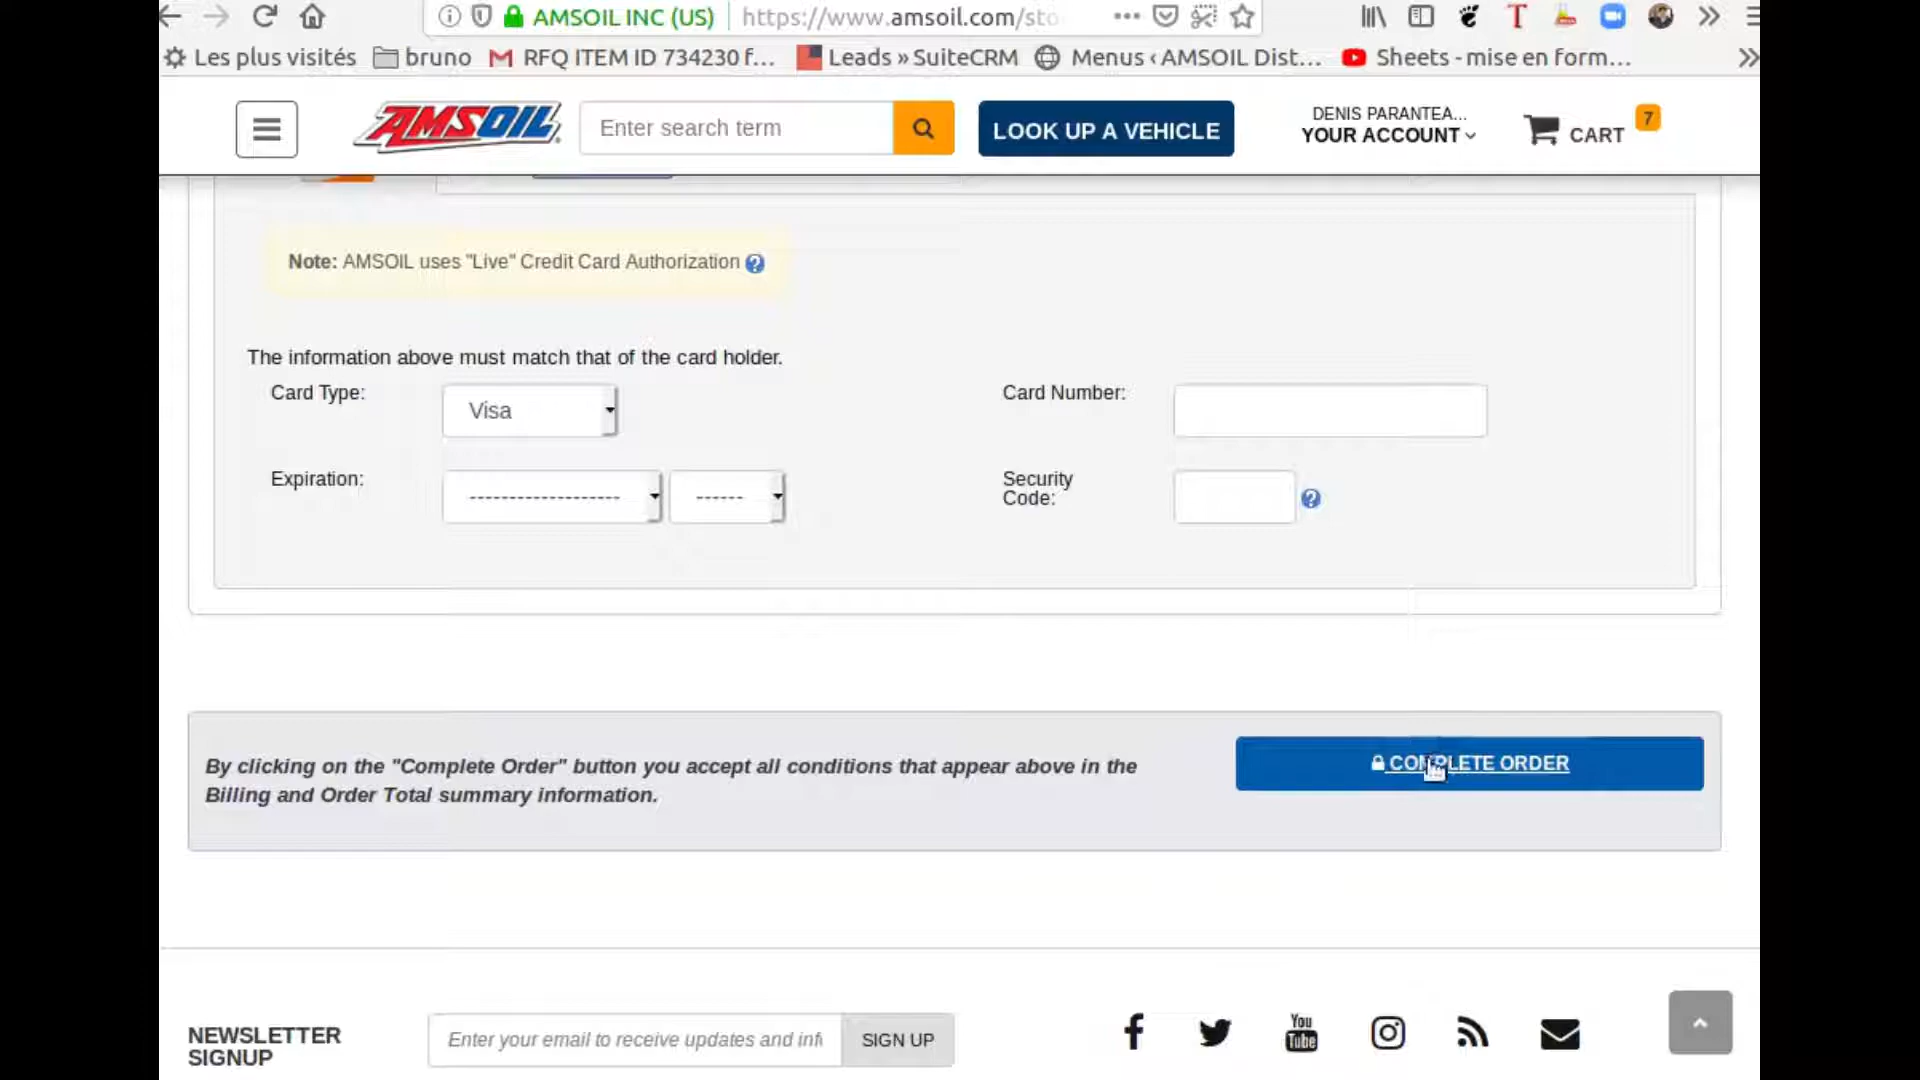 AMSOIL INC (US) https://www.amsoil.com/sto
Les plus visités bruno RFQ ITEM ID 734230 f... Leads » SuiteCRM Menus ‹ AMSOIL Dist... Sheets - mise en form...
AMSOIL Enter search term LOOK UP A VEHICLE DENIS PARANTEA... YOUR ACCOUNT CART 7
Note: AMSOIL uses "Live" Credit Card Authorization ?
The information above must match that of the card holder.
Card Type: Visa Card Number:
Expiration: ------------------- ------ Security Code: ?
By clicking on the "Complete Order" button you accept all conditions that appear above in the
Billing and Order Total summary information.
COMPLETE ORDER
NEWSLETTER
SIGNUP
Enter your email to receive updates and inf
SIGN UP
You Tube